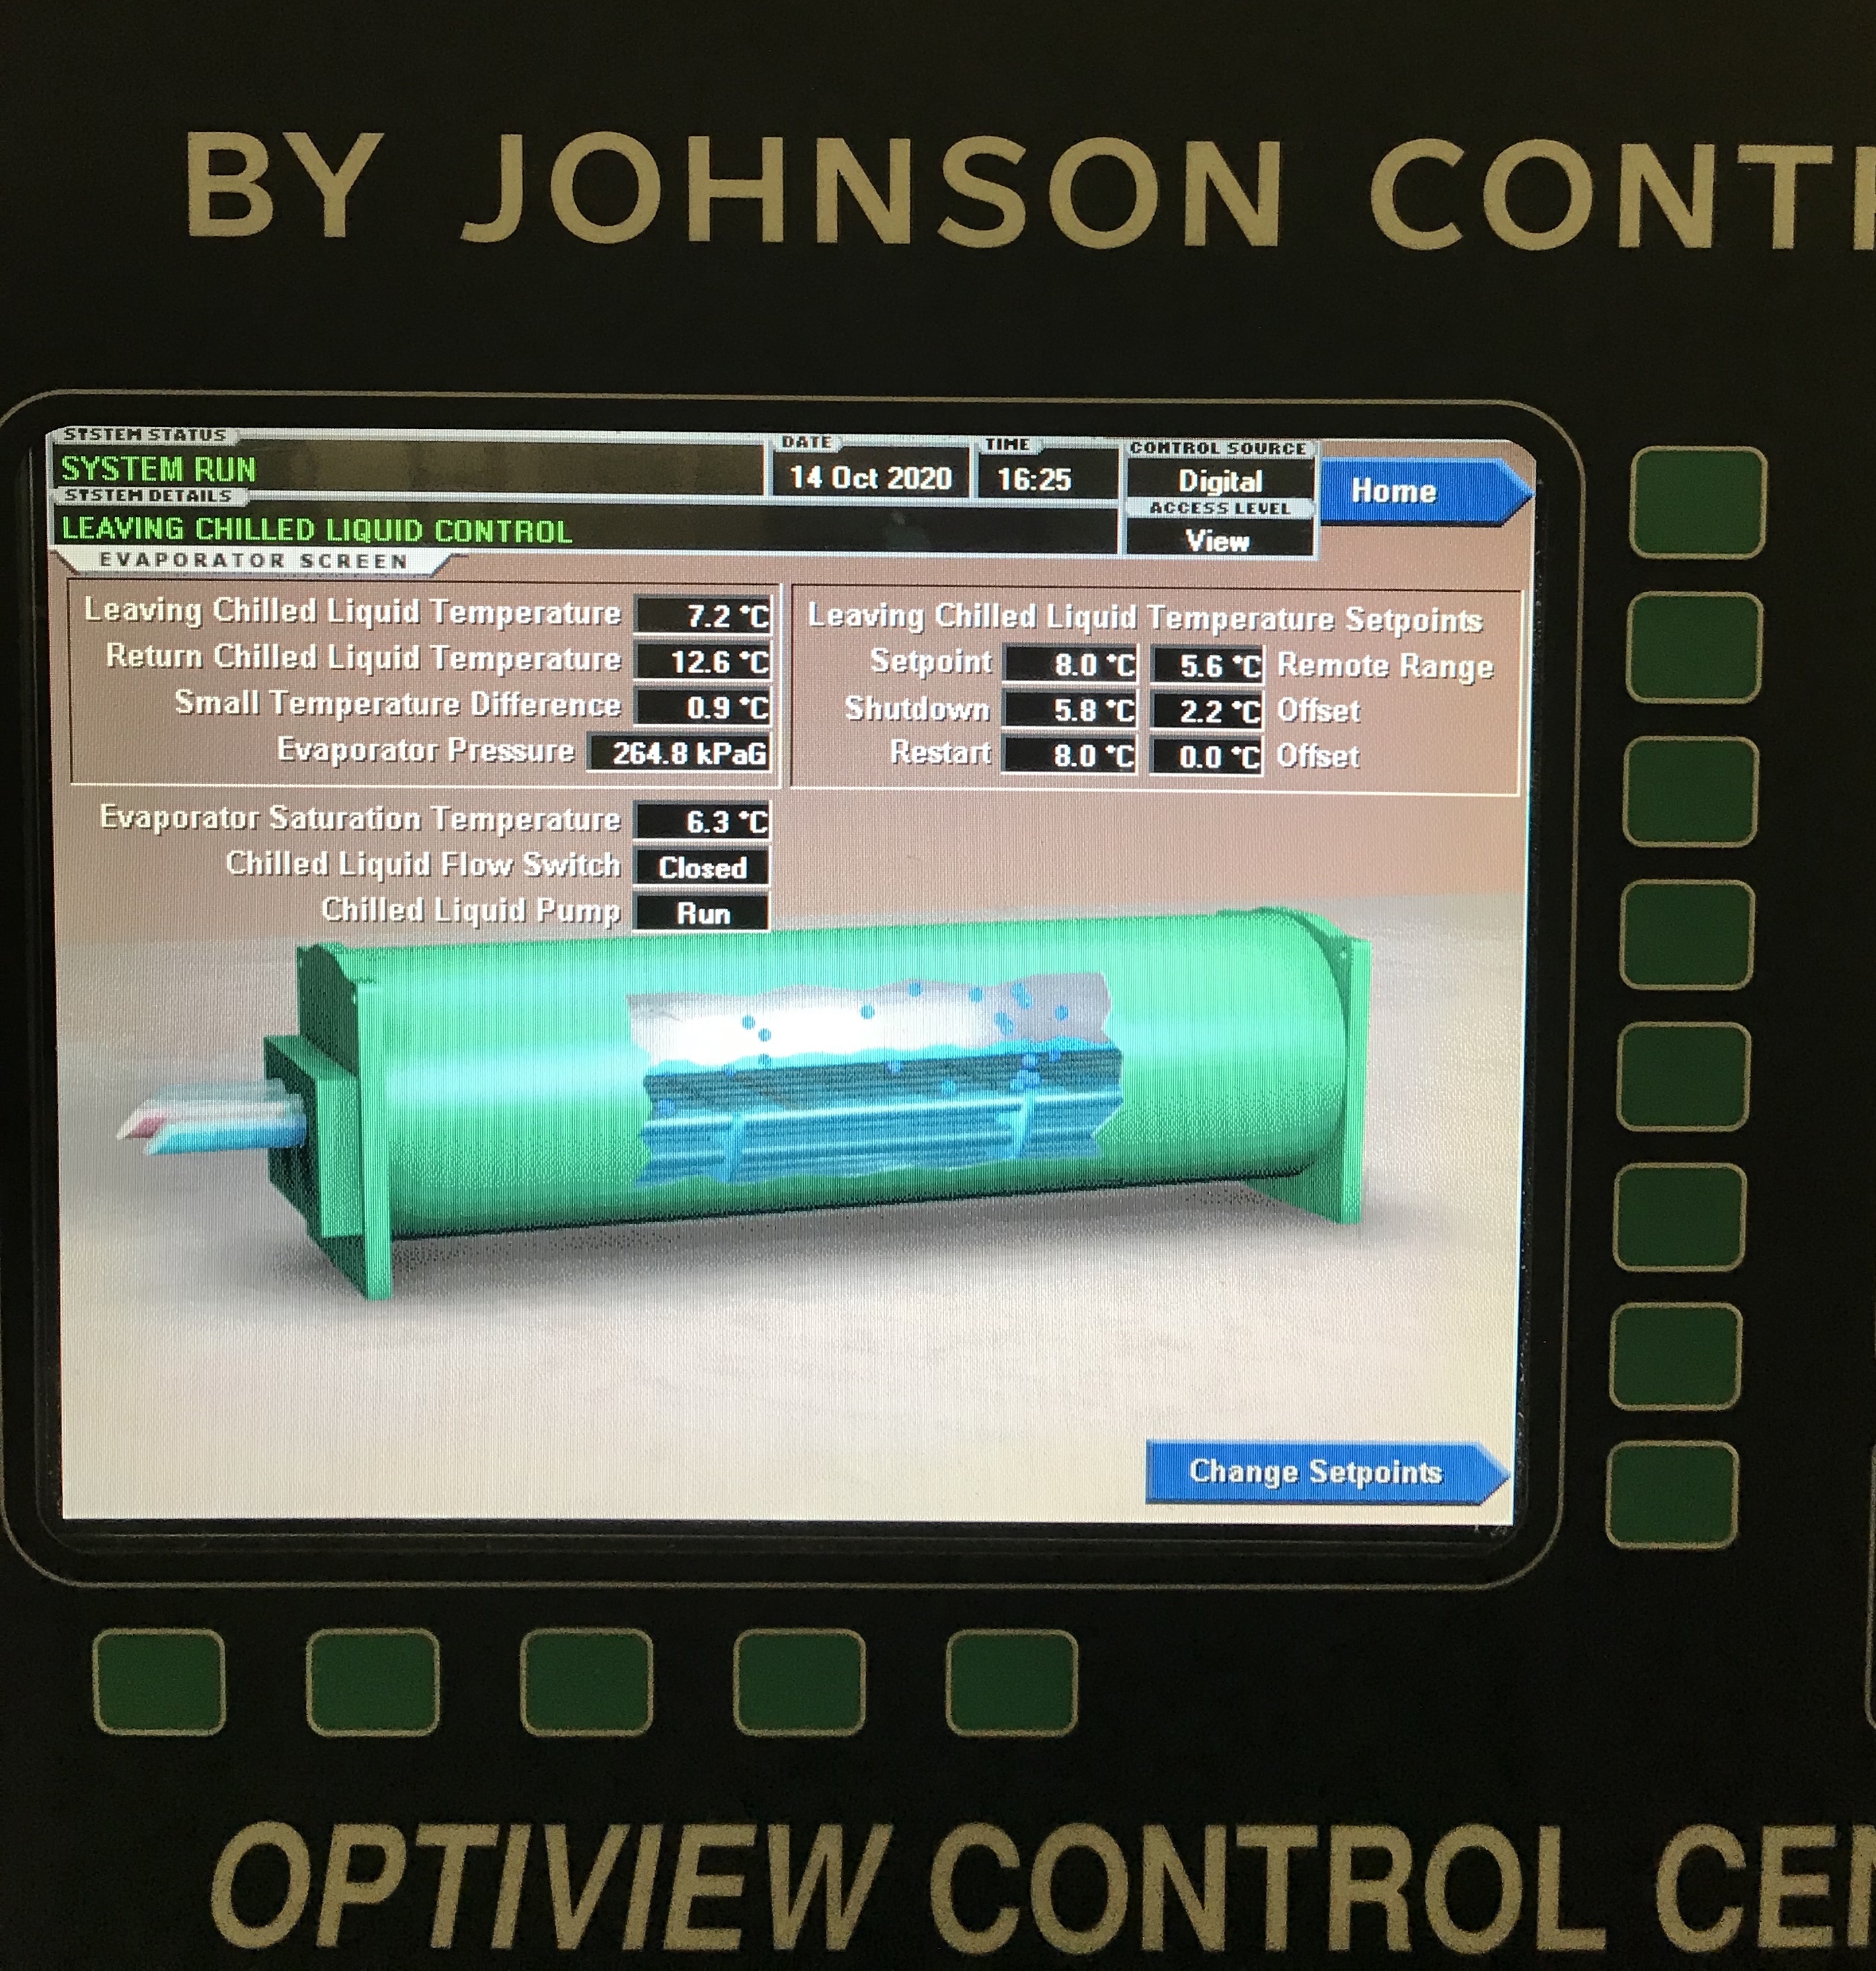 BY JOHNSON
SYSTEM STATUS
SYSTEM RUN
DATE
14 Oct 2020
TIME
16:25
CONTROL SOURCE
Digital
Home
SYSTEM DETAILS
LEAVING CHILLED LIQUID CONTROL
ACCESS LEVEL
View
EVAPORATOR SCREEN
Leaving Chilled Liquid Temperature 7.2 °C
Return Chilled Liquid Temperature 12.6 °C
Small Temperature Difference 0.9 °C
Evaporator Pressure 264.8 kPaG
Leaving Chilled Liquid Temperature Setpoints
Setpoint 8.0 °C 5.6 °C Remote Range
Shutdown 5.8 °C 2.2 °C Offset
Restart 8.0 °C 0.0 °C Offset
Evaporator Saturation Temperature 6.3 °C
Chilled Liquid Flow Switch Closed
Chilled Liquid Pump Run
Change Setpoints
OPTIVIEW CONTROL